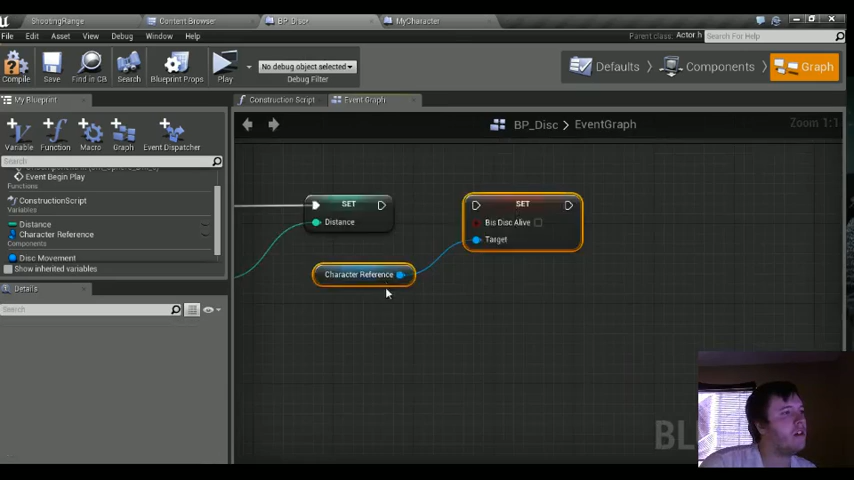 ShootingRange
Content Browser
BP_Disc*
MyCharacter
File Edit Asset View Debug Window Help
Parent class: Actor.h
Search For Help
Compile
Save
Find in CB
Search
Blueprint Props
Play
No debug object selected
Debug Filter
Defaults
Components
Graph
My Blueprint
Construction Script
Event Graph
Variable
Function
Macro
Graph
Event Dispatcher
BP_Disc > EventGraph
Zoom 1:1
Search
Event Begin Play
Functions
ConstructionScript
Variables
Distance
Character Reference
Components
Disc Movement
Show inherited variables
Details
Search
SET
Distance
Character Reference
SET
Bis Disc Alive
Target